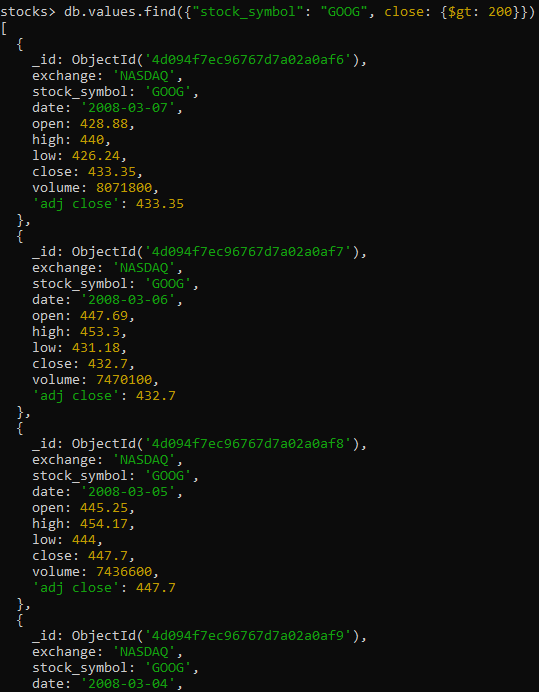 stocks> db.values.find({"stock_symbol": "GOOG", close: {$gt: 200}})
[
  {
    _id: ObjectId('4d094f7ec96767d7a02a0af6'),
    exchange: 'NASDAQ',
    stock_symbol: 'GOOG',
    date: '2008-03-07',
    open: 428.88,
    high: 440,
    low: 426.24,
    close: 433.35,
    volume: 8071800,
    'adj close': 433.35
  },
  {
    _id: ObjectId('4d094f7ec96767d7a02a0af7'),
    exchange: 'NASDAQ',
    stock_symbol: 'GOOG',
    date: '2008-03-06',
    open: 447.69,
    high: 453.3,
    low: 431.18,
    close: 432.7,
    volume: 7470100,
    'adj close': 432.7
  },
  {
    _id: ObjectId('4d094f7ec96767d7a02a0af8'),
    exchange: 'NASDAQ',
    stock_symbol: 'GOOG',
    date: '2008-03-05',
    open: 445.25,
    high: 454.17,
    low: 444,
    close: 447.7,
    volume: 7436600,
    'adj close': 447.7
  },
  {
    _id: ObjectId('4d094f7ec96767d7a02a0af9'),
    exchange: 'NASDAQ',
    stock_symbol: 'GOOG',
    date: '2008-03-04',